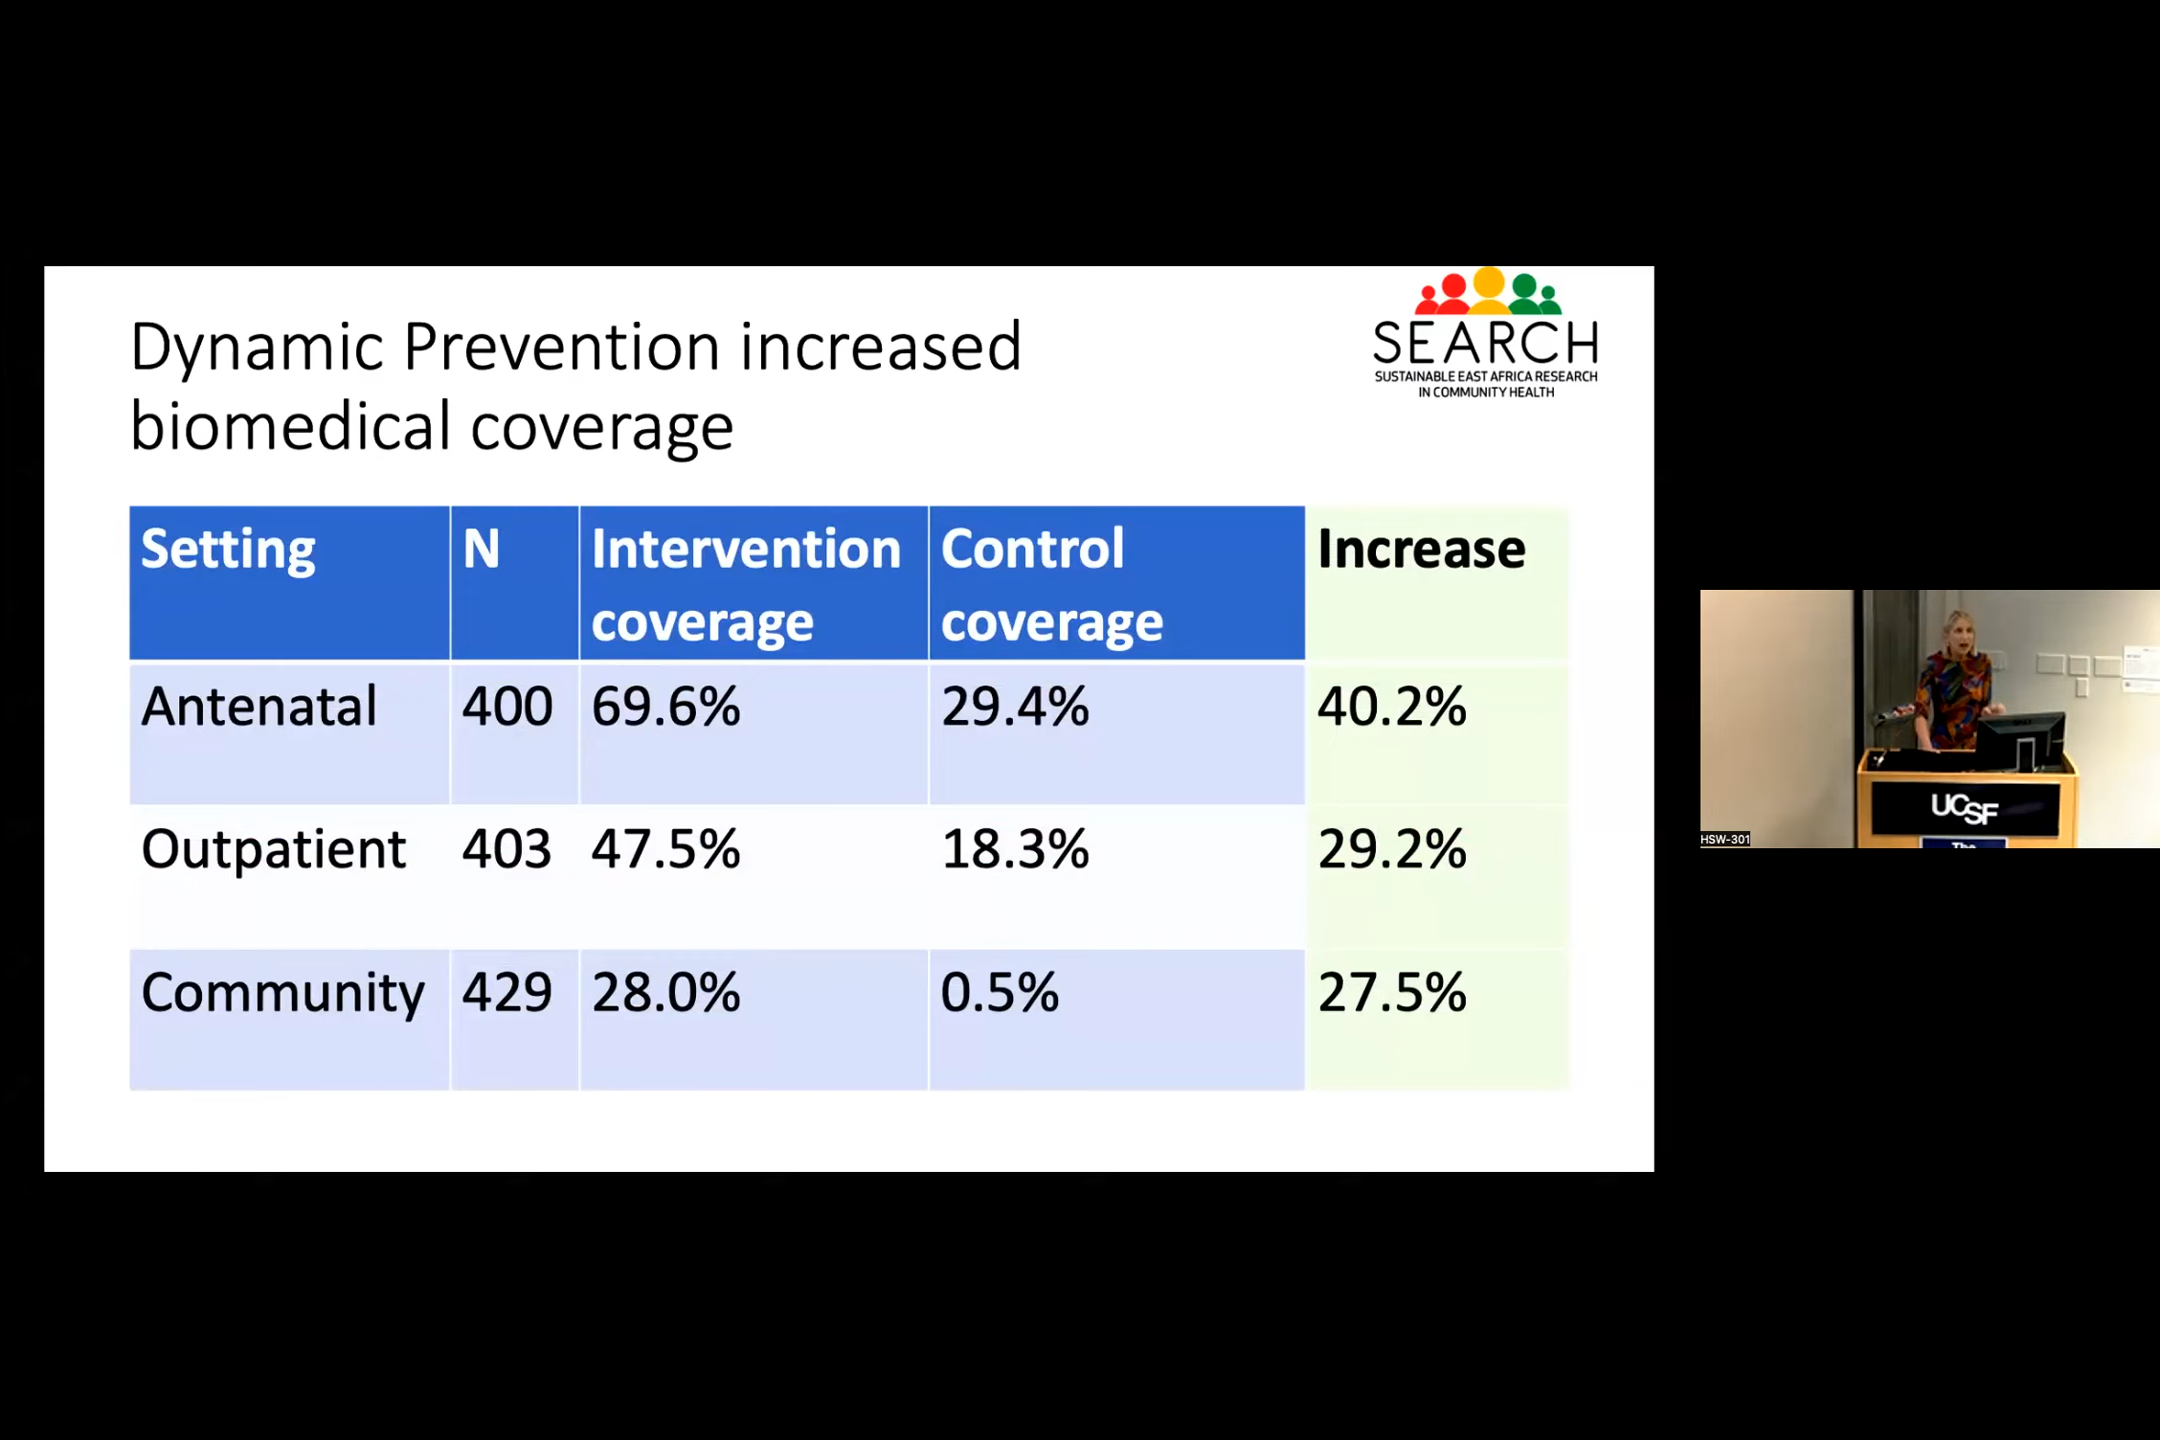 Dynamic Prevention increased
biomedical coverage
SEARCH
SUSTAINABLE EAST AFRICA RESEARCH
IN COMMUNITY HEALTH
Setting N Intervention coverage Control coverage Increase
Antenatal 400 69.6% 29.4% 40.2%
Outpatient 403 47.5% 18.3% 29.2%
Community 429 28.0% 0.5% 27.5%
UCSF
The
HSW-301